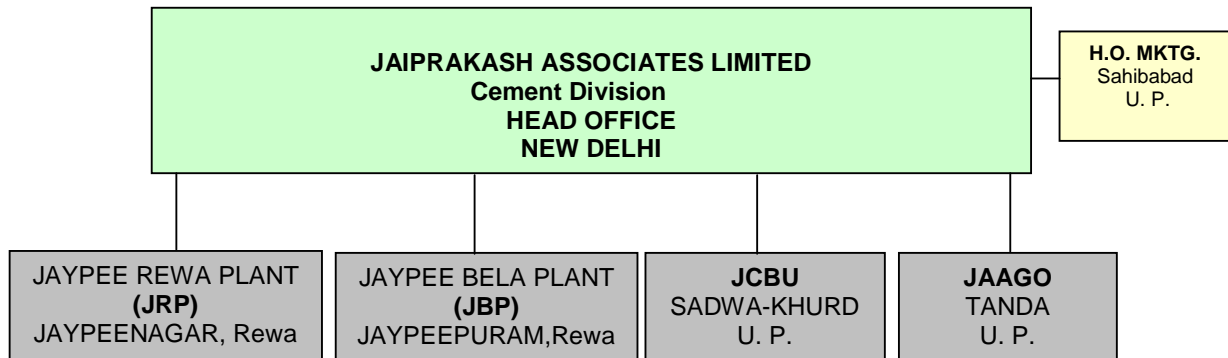 JAIPRAKASH ASSOCIATES LIMITED
Cement Division
HEAD OFFICE
NEW DELHI
H.O. MKTG.
Sahibabad
U. P.
JAYPEE REWA PLANT
(JRP)
JAYPEENAGAR, Rewa
JAYPEE BELA PLANT
(JBP)
JAYPEEPURAM,Rewa
JCBU
SADWA-KHURD
U. P.
JAAGO
TANDA
U. P.